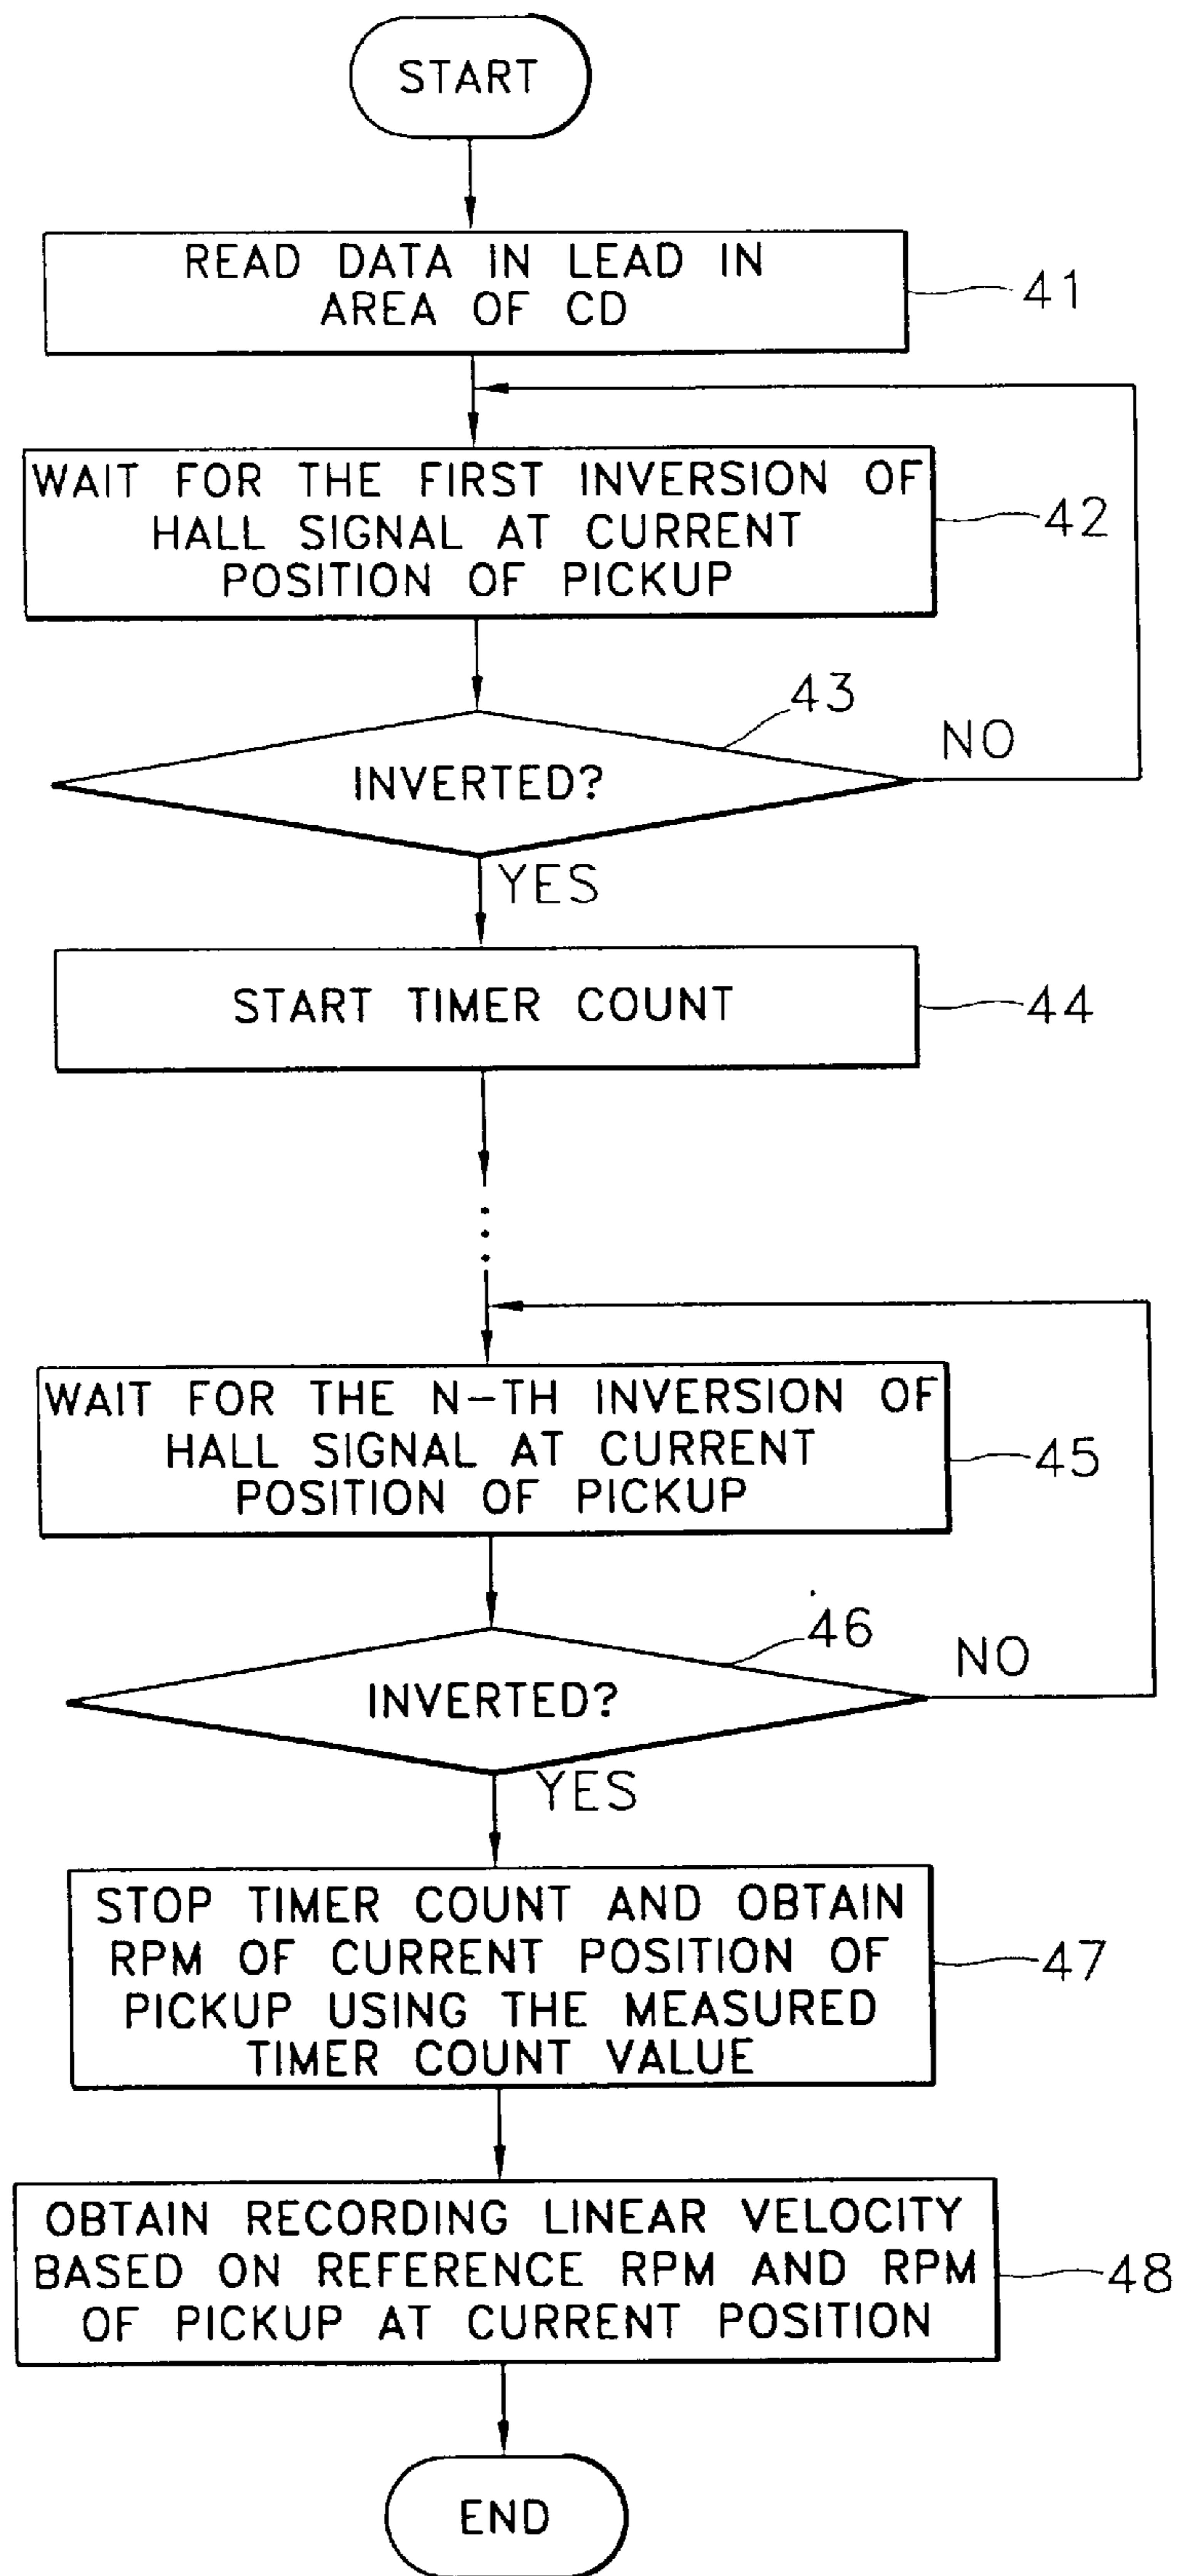 START
READ DATA IN LEAD IN
AREA OF CD
41
WAIT FOR THE FIRST INVERSION OF
HALL SIGNAL AT CURRENT
POSITION OF PICKUP
42
43
INVERTED?
NO
YES
START TIMER COUNT
44
WAIT FOR THE N-TH INVERSION OF
HALL SIGNAL AT CURRENT
POSITION OF PICKUP
45
46
INVERTED?
NO
YES
STOP TIMER COUNT AND OBTAIN
RPM OF CURRENT POSITION OF
PICKUP USING THE MEASURED
TIMER COUNT VALUE
47
OBTAIN RECORDING LINEAR VELOCITY
BASED ON REFERENCE RPM AND RPM
OF PICKUP AT CURRENT POSITION
48
END